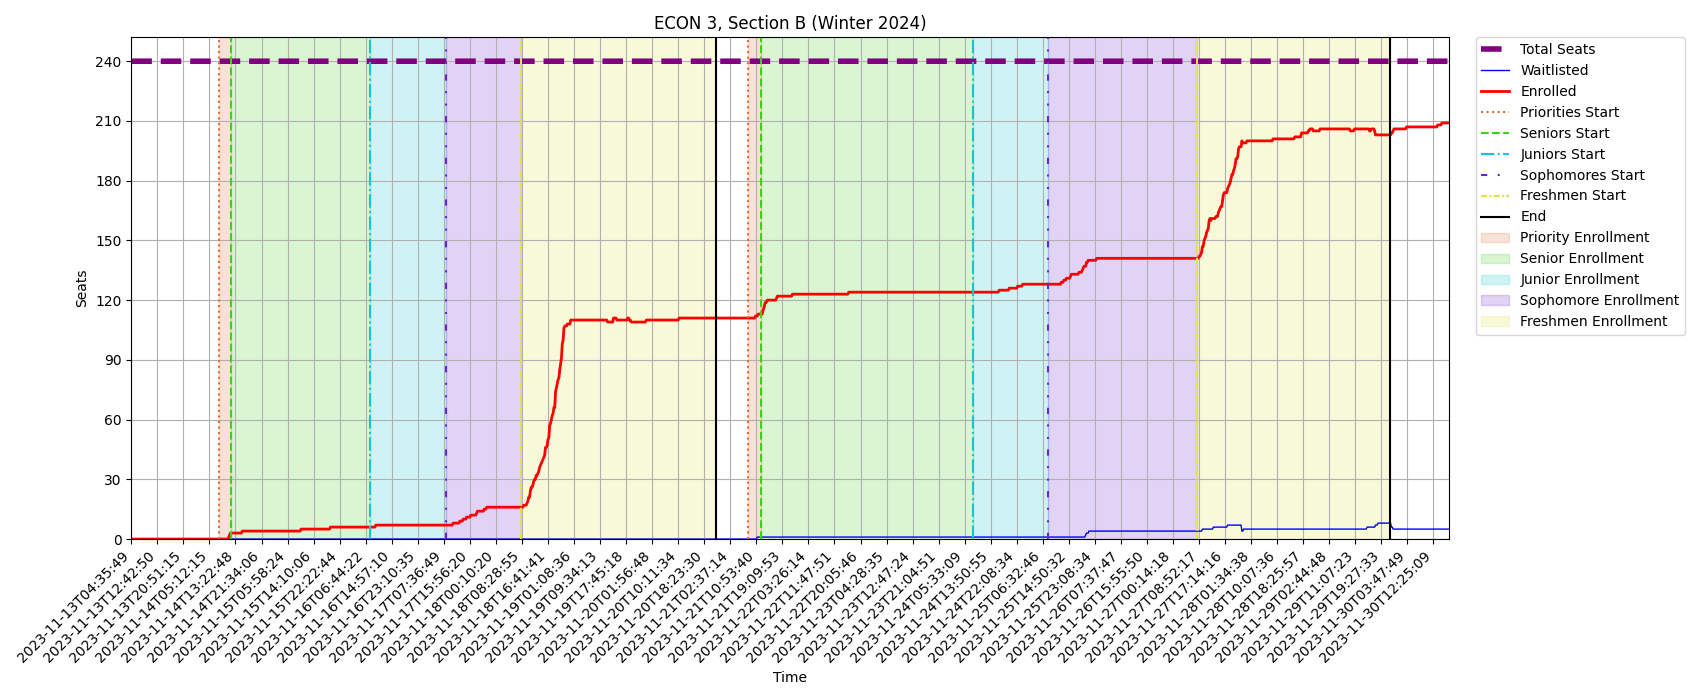 ECON 3, Section B (Winter 2024)
Seats
240
210
180
150
120
90
60
30
0
2023-11-13T04:35:49
2023-11-13T12:42:50
2023-11-13T20:51:15
2023-11-14T05:12:15
2023-11-14T13:22:48
2023-11-14T21:34:06
2023-11-15T05:58:24
2023-11-15T14:10:06
2023-11-15T22:22:44
2023-11-16T06:44:22
2023-11-16T14:57:10
2023-11-16T23:10:35
2023-11-17T07:36:49
2023-11-17T15:56:20
2023-11-18T00:10:20
2023-11-18T08:28:55
2023-11-18T16:41:41
2023-11-19T01:08:36
2023-11-19T09:34:13
2023-11-19T17:45:18
2023-11-20T01:56:48
2023-11-20T10:11:34
2023-11-20T18:23:30
2023-11-21T02:37:14
2023-11-21T10:53:40
2023-11-21T19:09:53
2023-11-22T03:26:14
2023-11-22T11:47:51
2023-11-22T20:05:46
2023-11-23T04:28:35
2023-11-23T12:47:24
2023-11-23T21:04:51
2023-11-24T05:33:09
2023-11-24T13:50:55
2023-11-24T22:08:34
2023-11-25T06:32:46
2023-11-25T14:50:32
2023-11-25T23:08:34
2023-11-26T07:37:47
2023-11-26T15:55:50
2023-11-27T00:14:18
2023-11-27T08:52:17
2023-11-27T17:14:16
2023-11-28T01:34:38
2023-11-28T10:07:36
2023-11-28T18:25:57
2023-11-29T02:44:48
2023-11-29T11:07:23
2023-11-29T19:27:33
2023-11-30T03:47:49
2023-11-30T12:25:09
Time
Total Seats
Waitlisted
Enrolled
Priorities Start
Seniors Start
Juniors Start
Sophomores Start
Freshmen Start
End
Priority Enrollment
Senior Enrollment
Junior Enrollment
Sophomore Enrollment
Freshmen Enrollment